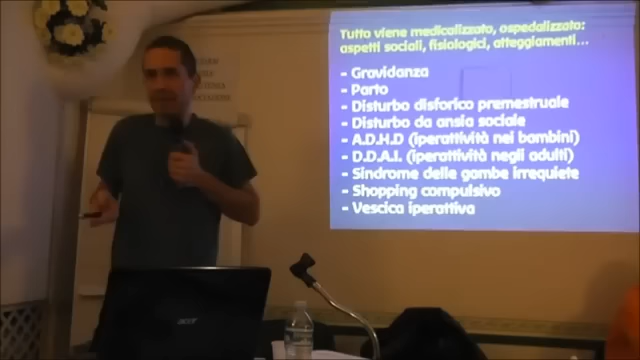 Tutto viene medicalizzato, ospedalizzato:
aspetti sociali, fisiologici, atteggiamenti...
- Gravidanza
- Parto
- Disturbo disforico premestruale
- Disturbo da ansia sociale
- A.D.H.D (iperattività nei bambini)
- D.D.A.I. (iperattività negli adulti)
- Sindrome delle gambe irrequiete
- Shopping compulsivo
- Vescica iperattiva
acer